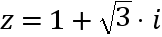 z = 1 + √3 · i